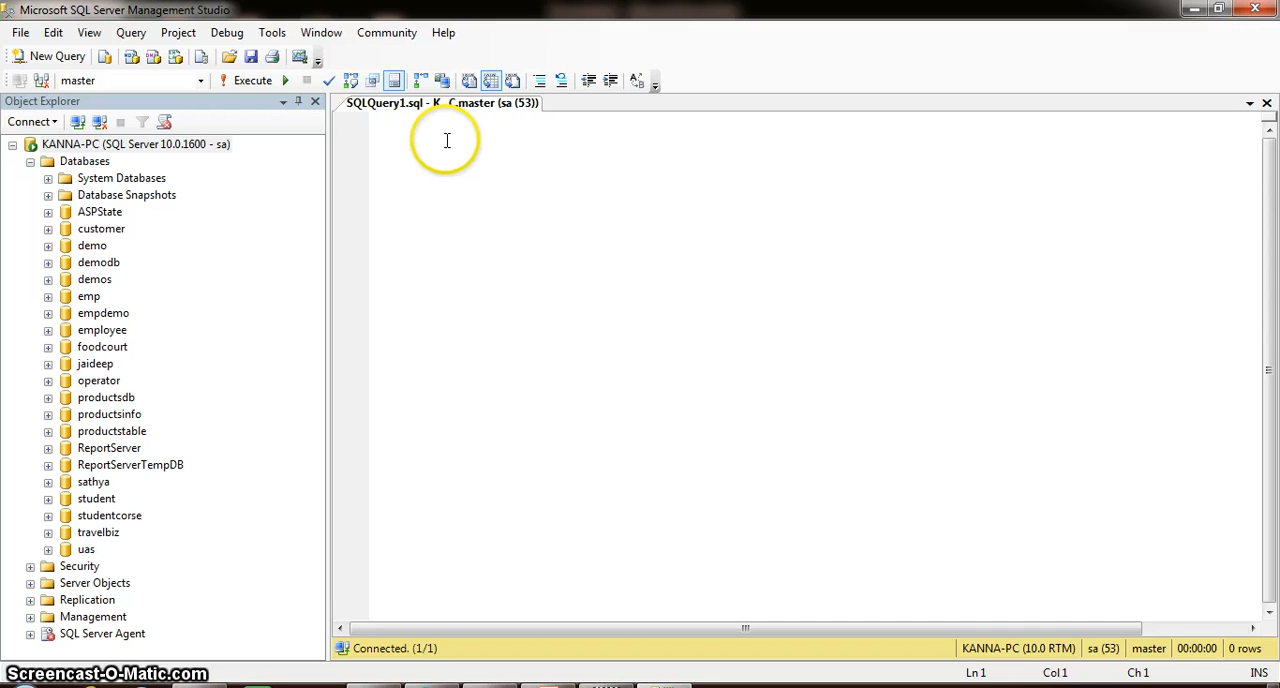 Microsoft SQL Server Management Studio
File Edit View Query Project Debug Tools Window Community Help
New Query
master Execute
Object Explorer
SQLQuery1.sql - K...C.master (sa (53))
Connect
KANNA-PC (SQL Server 10.0.1600 - sa)
Databases
System Databases
Database Snapshots
ASPState
customer
demo
demodb
demos
emp
empdemo
employee
foodcourt
jaideep
operator
productsdb
productsinfo
productstable
ReportServer
ReportServerTempDB
sathya
student
studentcorse
travelbiz
uas
Security
Server Objects
Replication
Management
SQL Server Agent
Connected. (1/1) KANNA-PC (10.0 RTM) sa (53) master 00:00:00 0 rows
Ln 1 Col 1 Ch 1 INS
Screencast-O-Matic.com